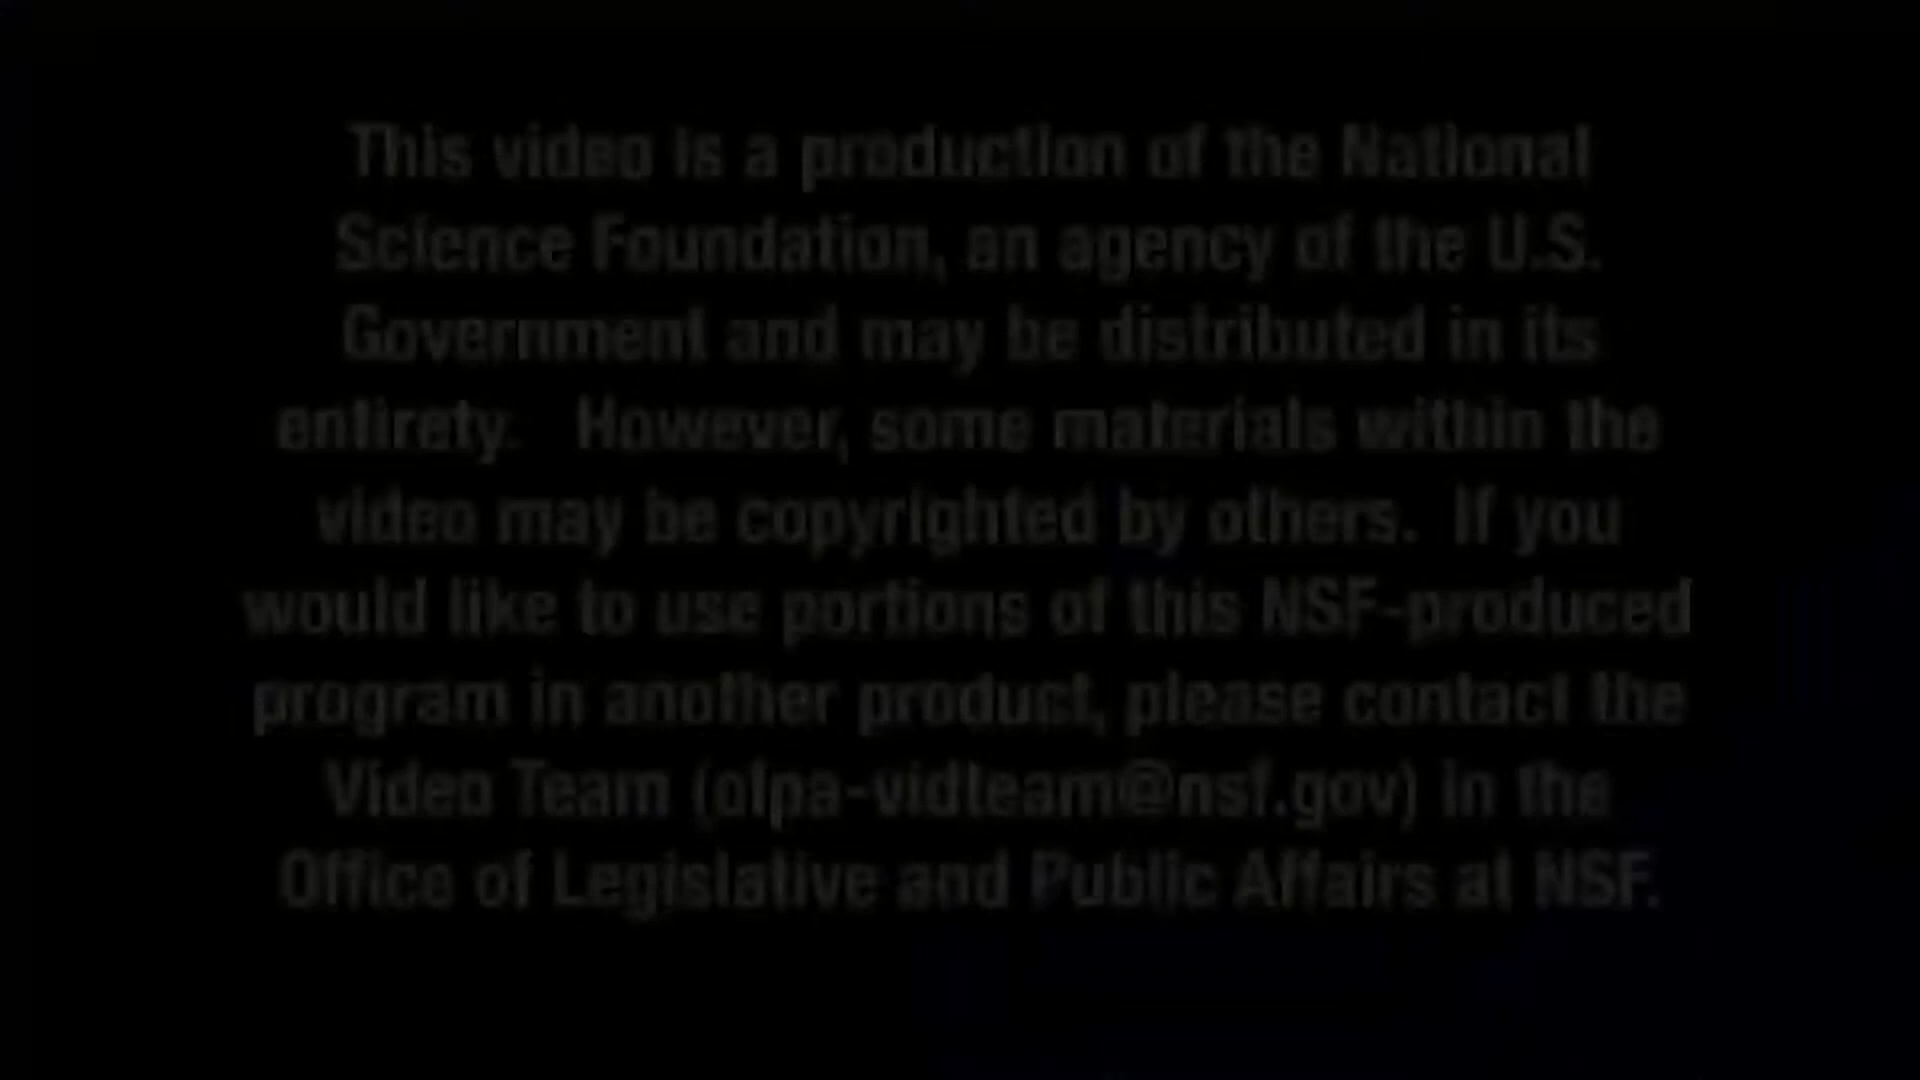 This video is a production of the National
Science Foundation, an agency of the U.S.
Government and may be distributed in its
entirety.   However, some materials within the
video may be copyrighted by others.  If you
would like to use portions of this NSF-produced
program in another product, please contact the
Video Team (olpa-vidteam@nsf.gov) in the
Office of Legislative and Public Affairs at NSF.